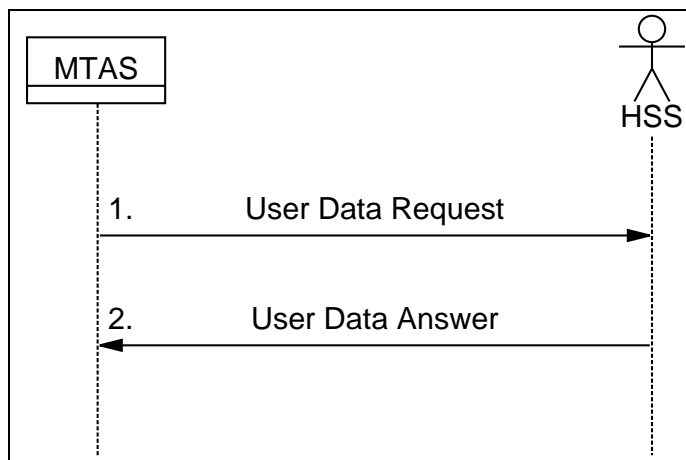 MTAS
HSS
1. User Data Request
2. User Data Answer